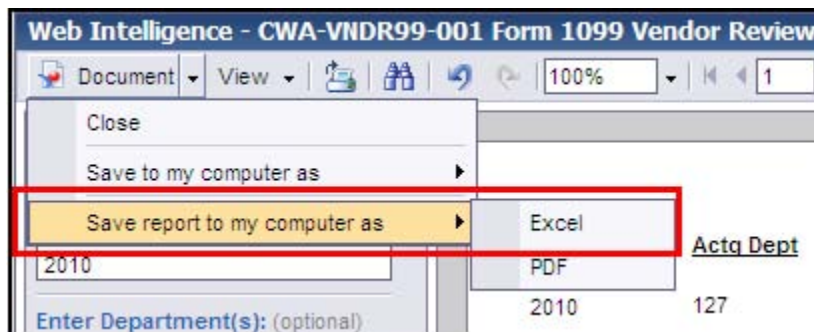 Web Intelligence - CWA-VNDR99-001 Form 1099 Vendor Review
Document View 100% 1
Close
Save to my computer as
Save report to my computer as Excel
Actg Dept
2010 PDF
2010 127
Enter Department(s): (optional)